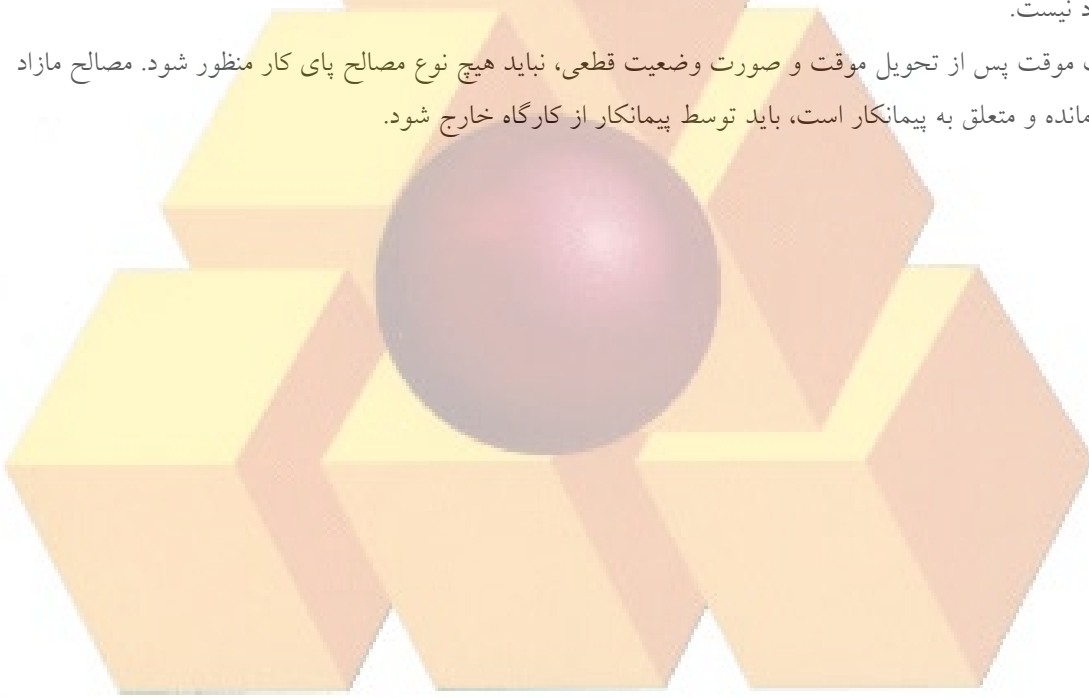 نیست.
موقت پس از تحویل موقت و صورت وضعیت قطعی، نباید هیچ نوع مصالح پای کار منظور شود. مصالح مازاد
مانده و متعلق به پیمانکار است، باید توسط پیمانکار از کارگاه خارج شود.